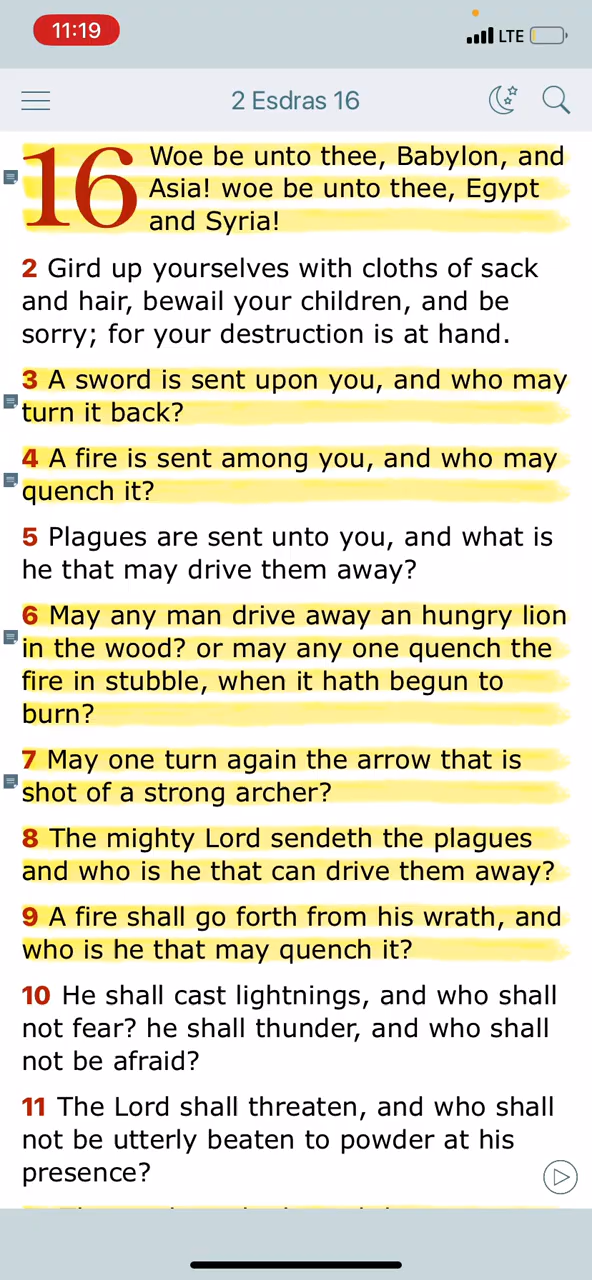 11:19
LTE
2 Esdras 16
16 Woe be unto thee, Babylon, and
Asia! woe be unto thee, Egypt
and Syria!
2 Gird up yourselves with cloths of sack
and hair, bewail your children, and be
sorry; for your destruction is at hand.
3 A sword is sent upon you, and who may
turn it back?
4 A fire is sent among you, and who may
quench it?
5 Plagues are sent unto you, and what is
he that may drive them away?
6 May any man drive away an hungry lion
in the wood? or may any one quench the
fire in stubble, when it hath begun to
burn?
7 May one turn again the arrow that is
shot of a strong archer?
8 The mighty Lord sendeth the plagues
and who is he that can drive them away?
9 A fire shall go forth from his wrath, and
who is he that may quench it?
10 He shall cast lightnings, and who shall
not fear? he shall thunder, and who shall
not be afraid?
11 The Lord shall threaten, and who shall
not be utterly beaten to powder at his
presence?